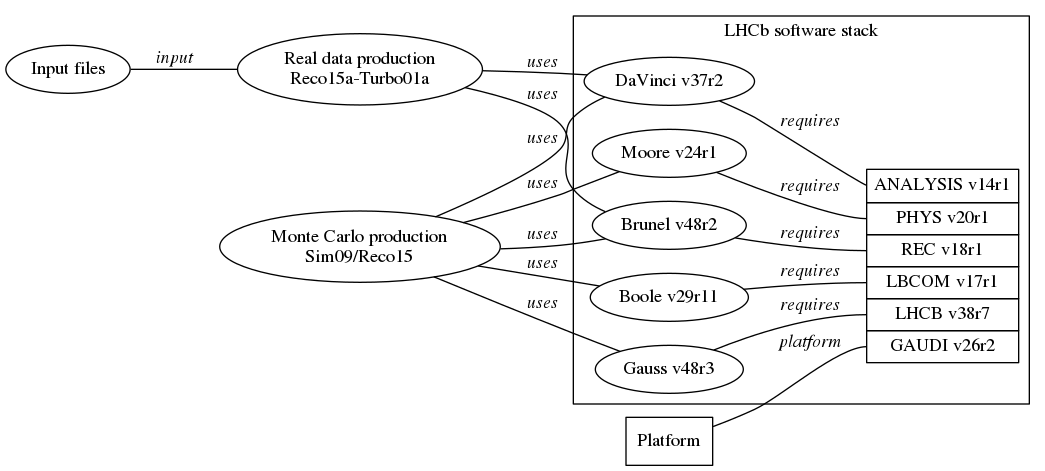 LHCb software stack
Input files
input
Real data production
Reco15a-Turbo01a
uses
uses
uses
uses
uses
uses
uses
Monte Carlo production
Sim09/Reco15
DaVinci v37r2
Moore v24r1
Brunel v48r2
Boole v29r11
Gauss v48r3
requires
requires
requires
requires
requires
platform
ANALYSIS v14r1
PHYS v20r1
REC v18r1
LBCOM v17r1
LHCB v38r7
GAUDI v26r2
Platform